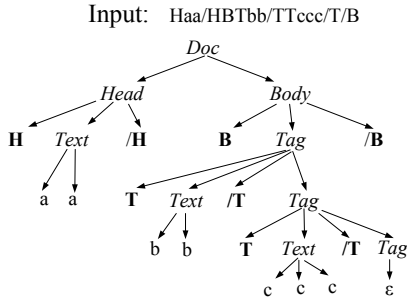 Input: Haa/HBTbb/TTccc/T/B
Doc
Head Body
H Text /H B Tag /B
a a T Text /T Tag
b b T Text /T Tag
c c c ε